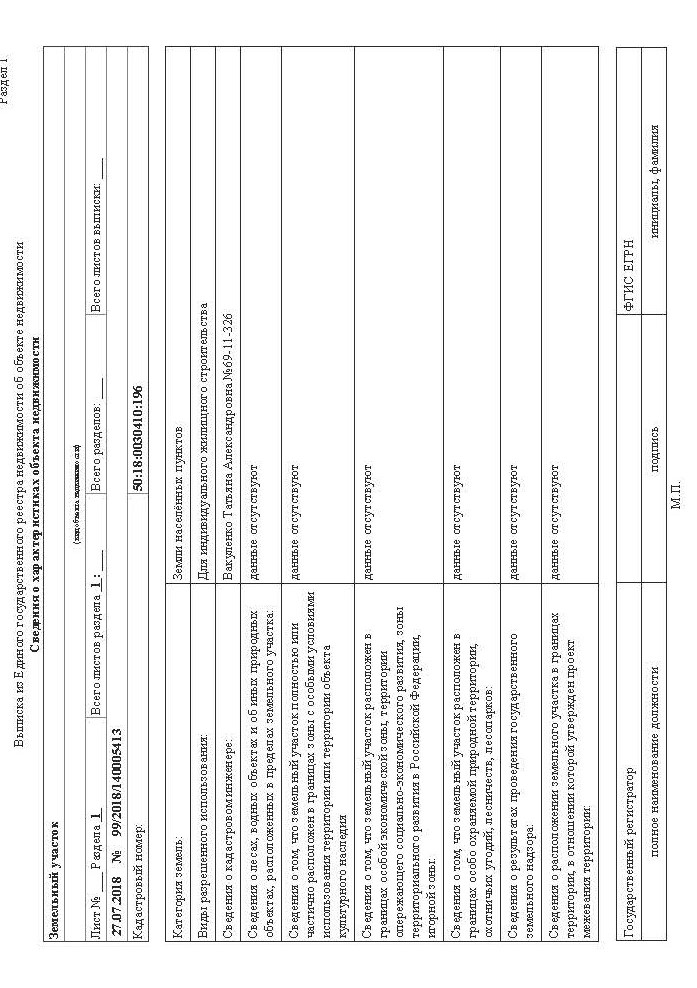 Раздел 1
Выписка из Единого государственного реестра недвижимости об объекте недвижимости
Сведения о характеристиках объекта недвижимости
Земельный участок
(вид объекта недвижимости)
Лист № ___ Раздела 1
Всего листов раздела 1 :
Всего разделов: ___
Всего листов выписки: ___
27.07.2018 № 99/2018/140005413
Кадастровый номер:
50:18:0030410:196
Категория земель:
Земли населённых пунктов
Виды разрешенного использования:
Для индивидуального жилищного строительства
Сведения о кадастровом инженере:
Вакуленко Татьяна Александровна №69-11-326
Сведения о лесах, водных объектах и об иных природных
объектах, расположенных в пределах земельного участка:
данные отсутствуют
Сведения о том, что земельный участок полностью или
частично расположен в границах зоны с особыми условиями
использования территории или территории объекта
культурного наследия
данные отсутствуют
Сведения о том, что земельный участок расположен в
границах особой экономической зоны, территории
опережающего социально-экономического развития, зоны
территориального развития в Российской Федерации,
игорной зоны:
данные отсутствуют
Сведения о том, что земельный участок расположен в
границах особо охраняемой природной территории,
охотничьих угодий, лесничеств, лесопарков:
данные отсутствуют
Сведения о результатах проведения государственного
земельного надзора:
данные отсутствуют
Сведения о расположении земельного участка в границах
территории, в отношении которой утвержден проект
межевания территории:
данные отсутствуют
Государственный регистратор
ФГИС ЕГРН
полное наименование должности
подпись
инициалы, фамилия
М.П.